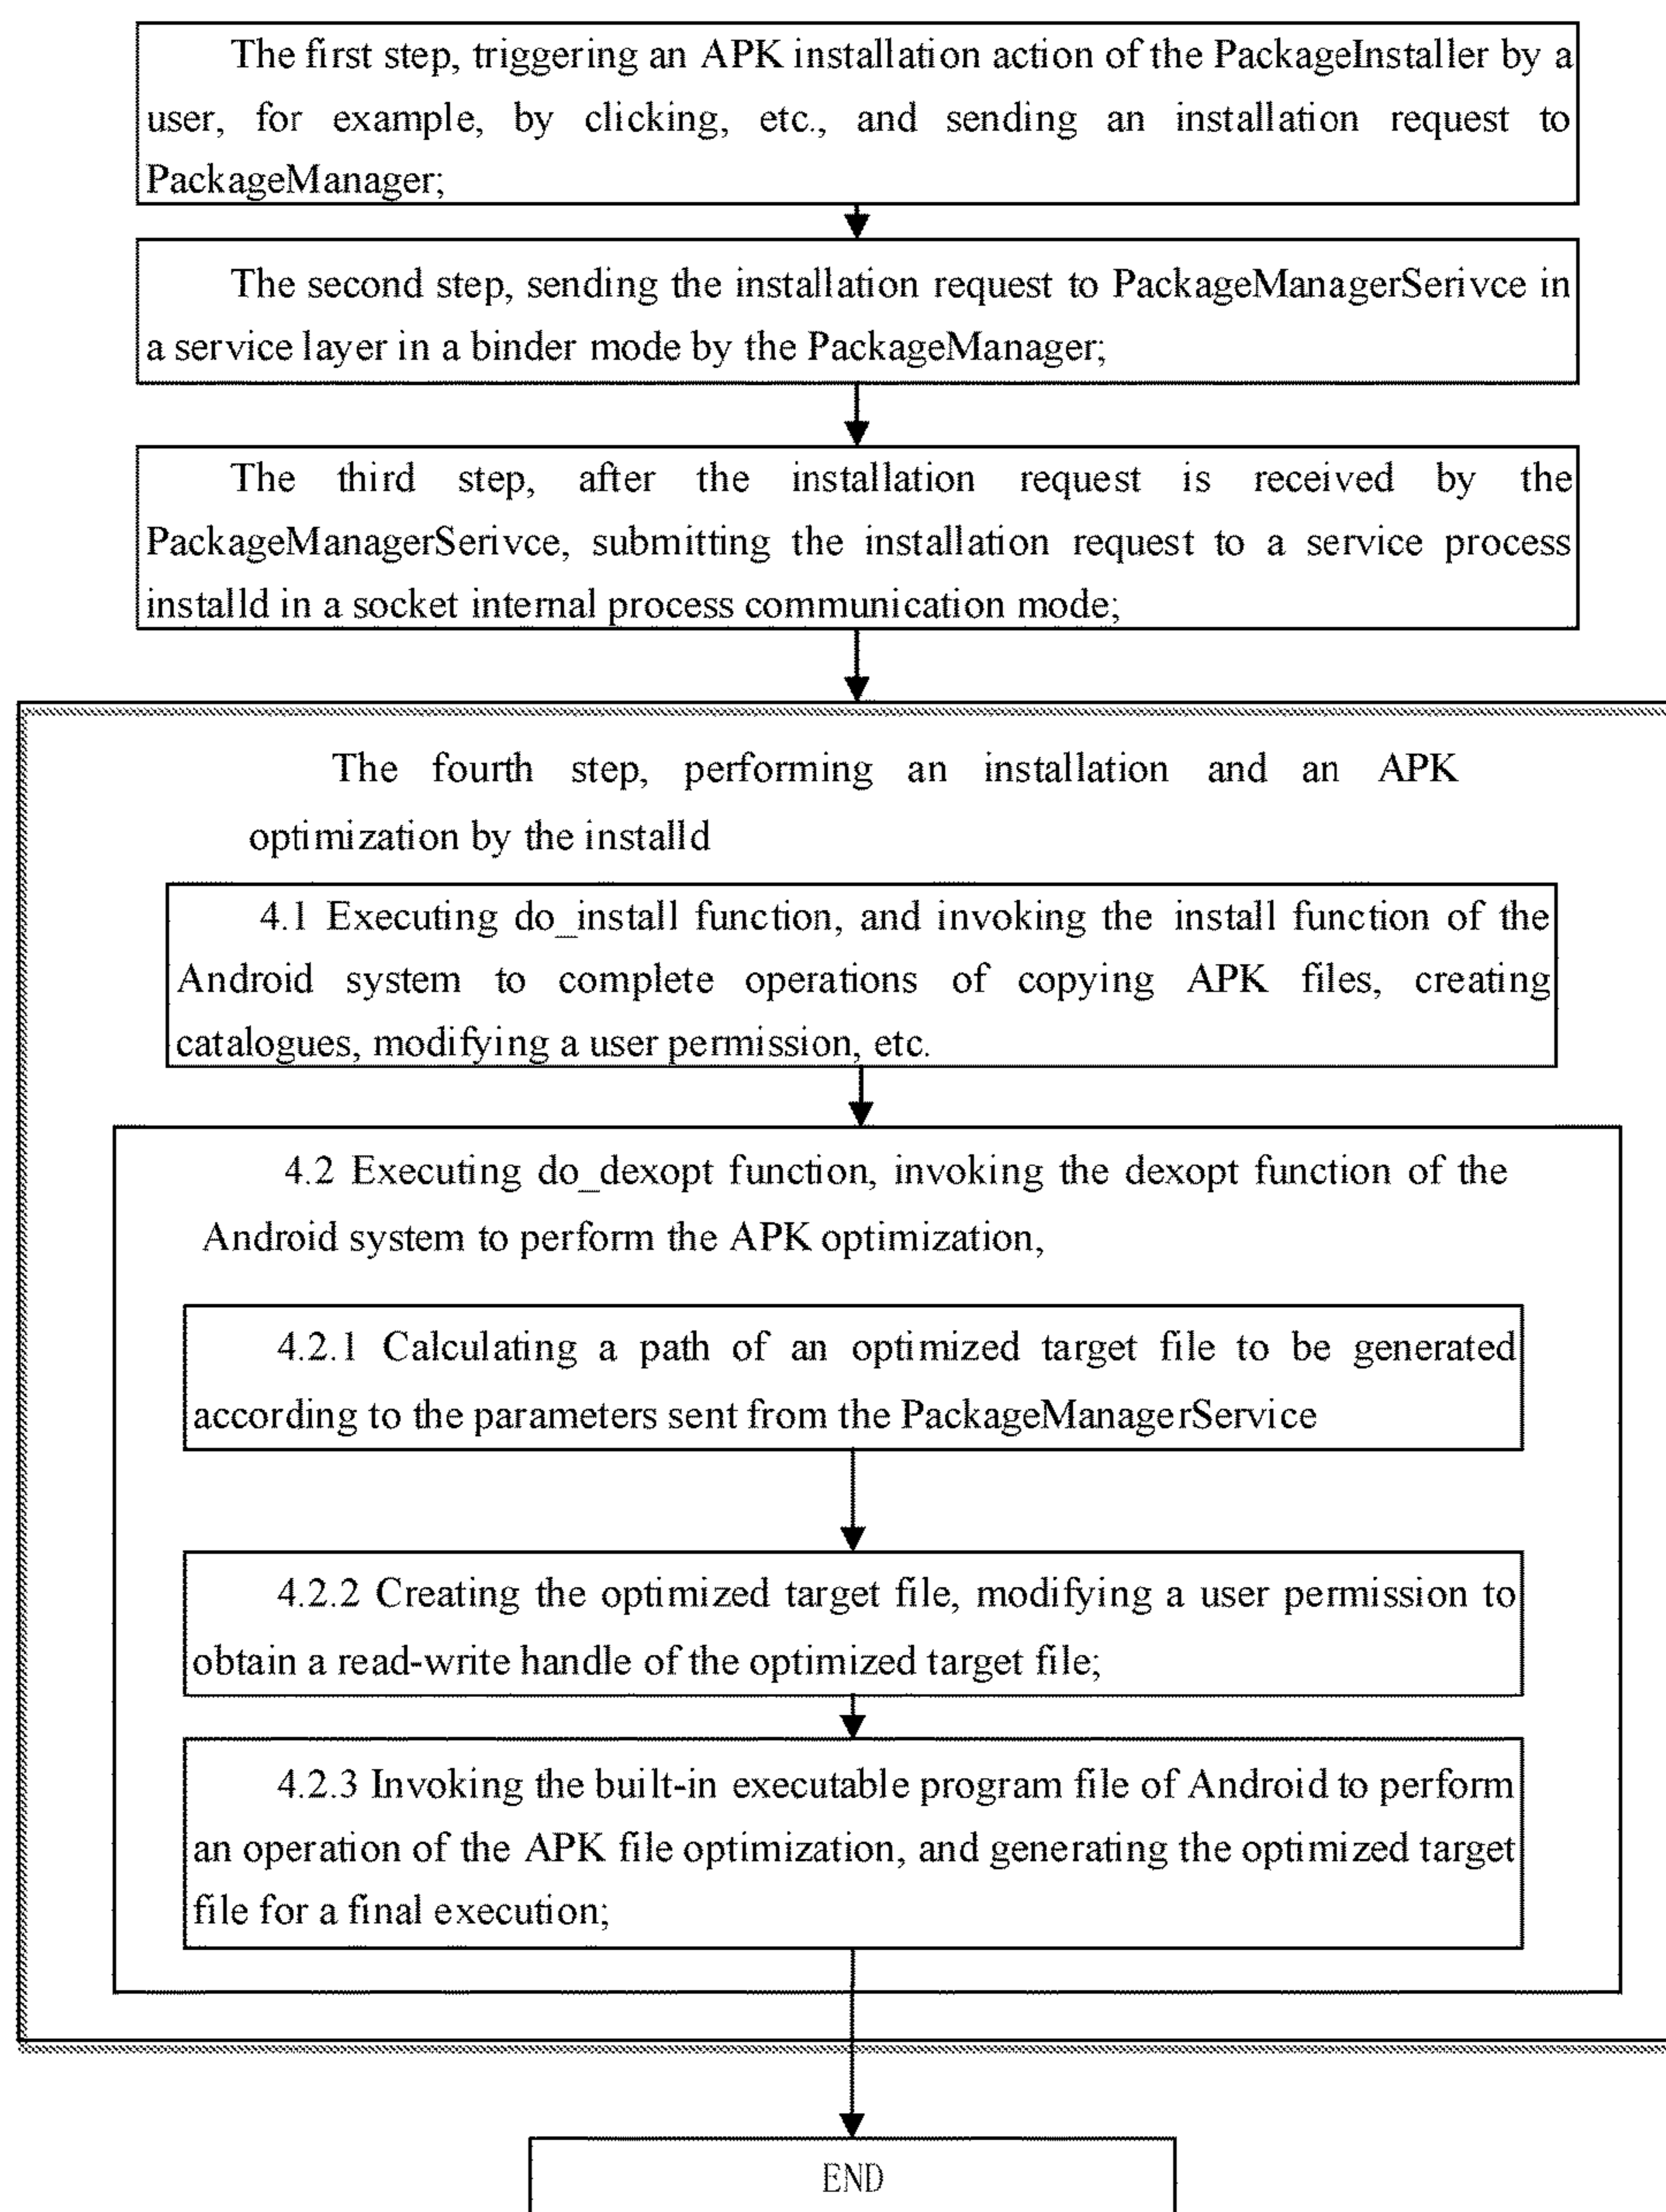 The first step, triggering an APK installation action of the PackageInstaller by a
user, for example, by clicking, etc., and sending an installation request to
PackageManager;
The second step, sending the installation request to PackageManagerSerivce in
a service layer in a binder mode by the PackageManager;
The third step, after the installation request is received by the
PackageManagerSerivce, submitting the installation request to a service process
installd in a socket internal process communication mode;
The fourth step, performing an installation and an APK
optimization by the installd
4.1 Executing do_install function, and invoking the install function of the
Android system to complete operations of copying APK files, creating
catalogues, modifying a user permission, etc.
4.2 Executing do_dexopt function, invoking the dexopt function of the
Android system to perform the APK optimization,
4.2.1 Calculating a path of an optimized target file to be generated
according to the parameters sent from the PackageManagerService
4.2.2 Creating the optimized target file, modifying a user permission to
obtain a read-write handle of the optimized target file;
4.2.3 Invoking the built-in executable program file of Android to perform
an operation of the APK file optimization, and generating the optimized target
file for a final execution;
END